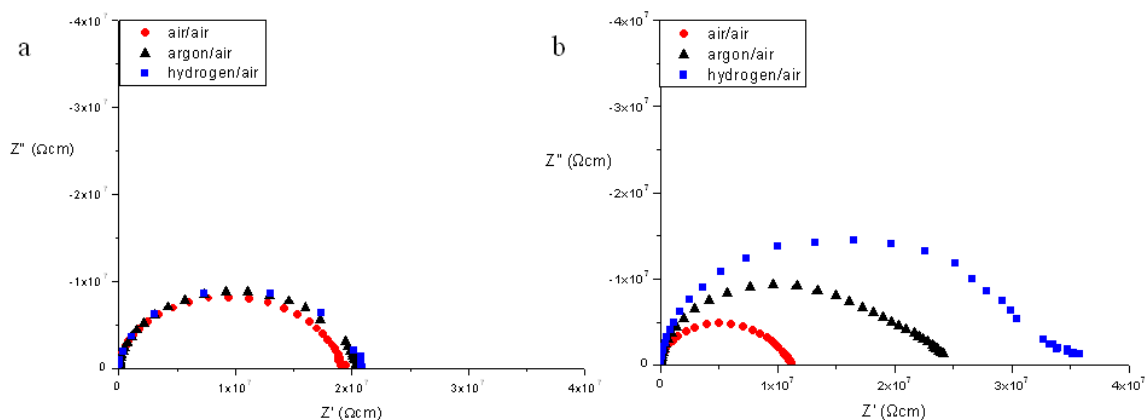 a
air/air
argon/air
hydrogen/air
-4x10⁷
-3x10⁷
-2x10⁷
-1x10⁷
0
Z" (Ωcm)
0
1x10⁷
2x10⁷
3x10⁷
4x10⁷
Z' (Ωcm)
b
air/air
argon/air
hydrogen/air
-4x10⁷
-3x10⁷
-2x10⁷
-1x10⁷
0
Z" (Ωcm)
0
1x10⁷
2x10⁷
3x10⁷
4x10⁷
Z' (Ωcm)